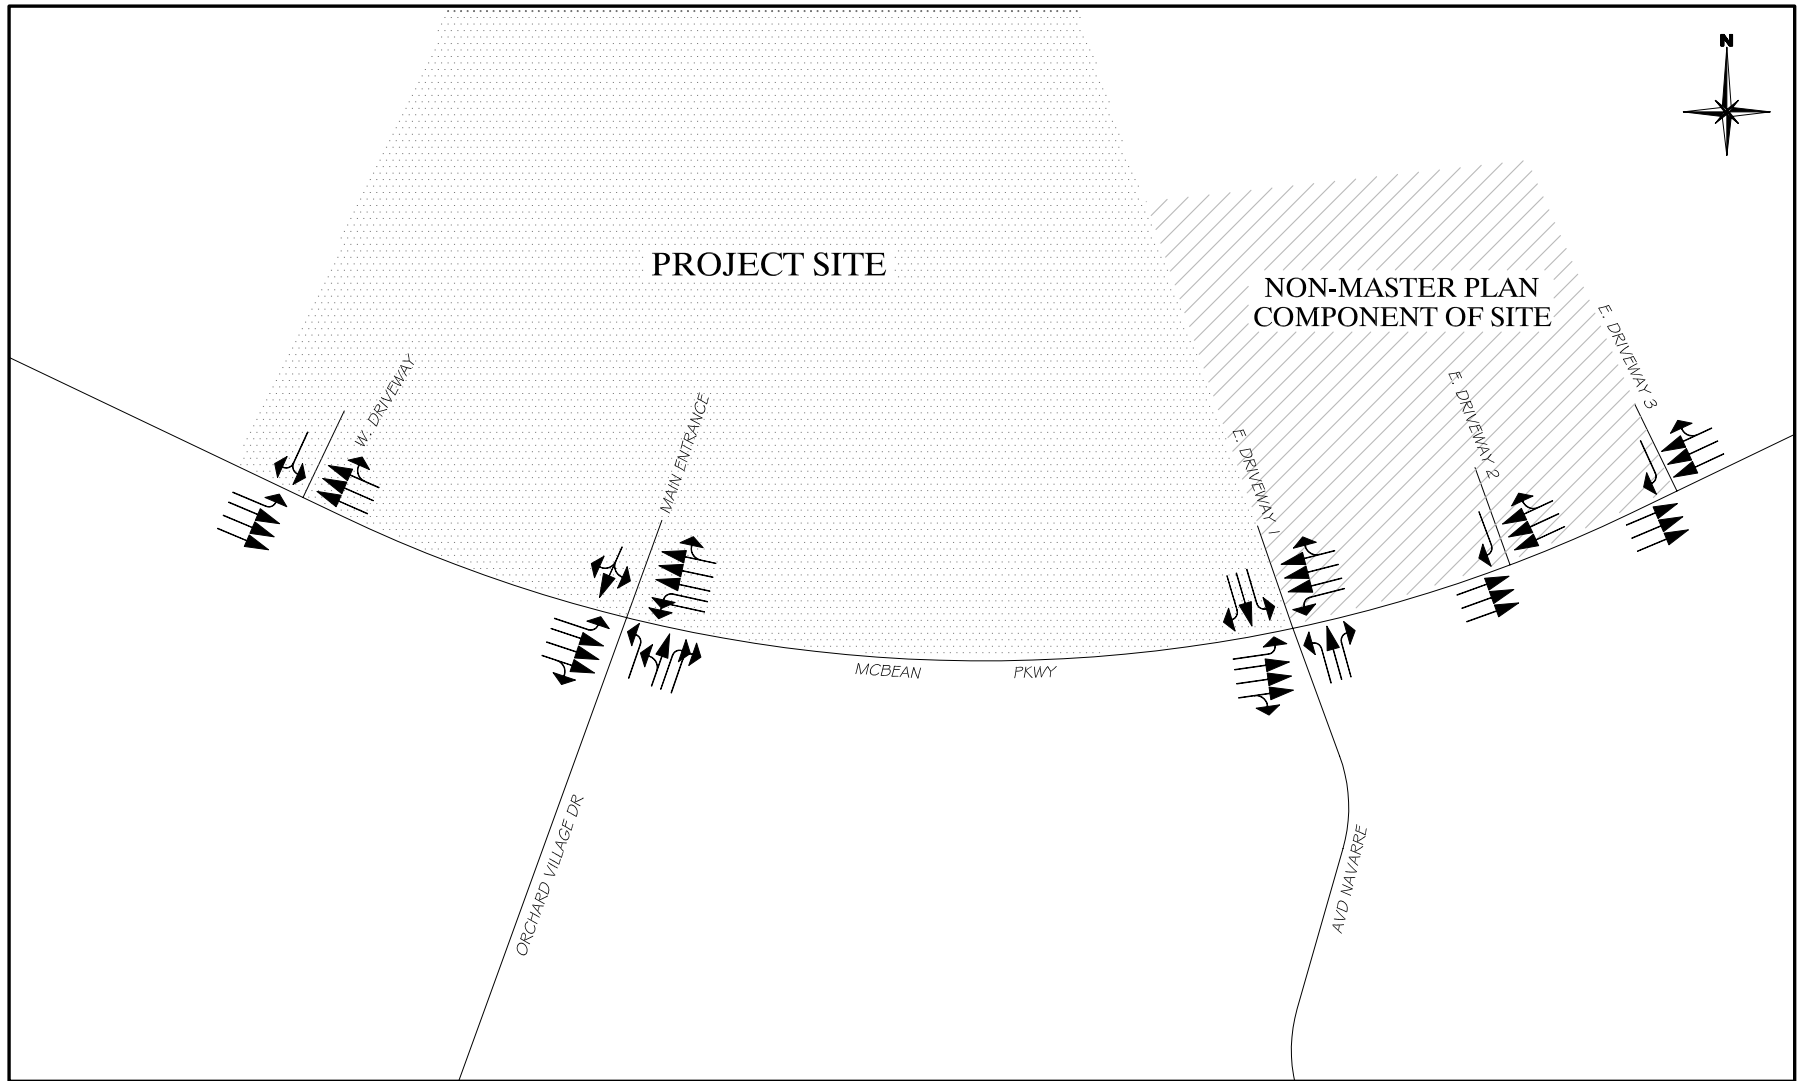 N
PROJECT SITE
NON-MASTER PLAN
COMPONENT OF SITE
E. DRIVEWAY 3
W. DRIVEWAY
E. DRIVEWAY 2
MAIN ENTRANCE
E. DRIVEWAY 1
MCBEAN PKWY
ORCHARD VILLAGE DR
AVD NAVARRE